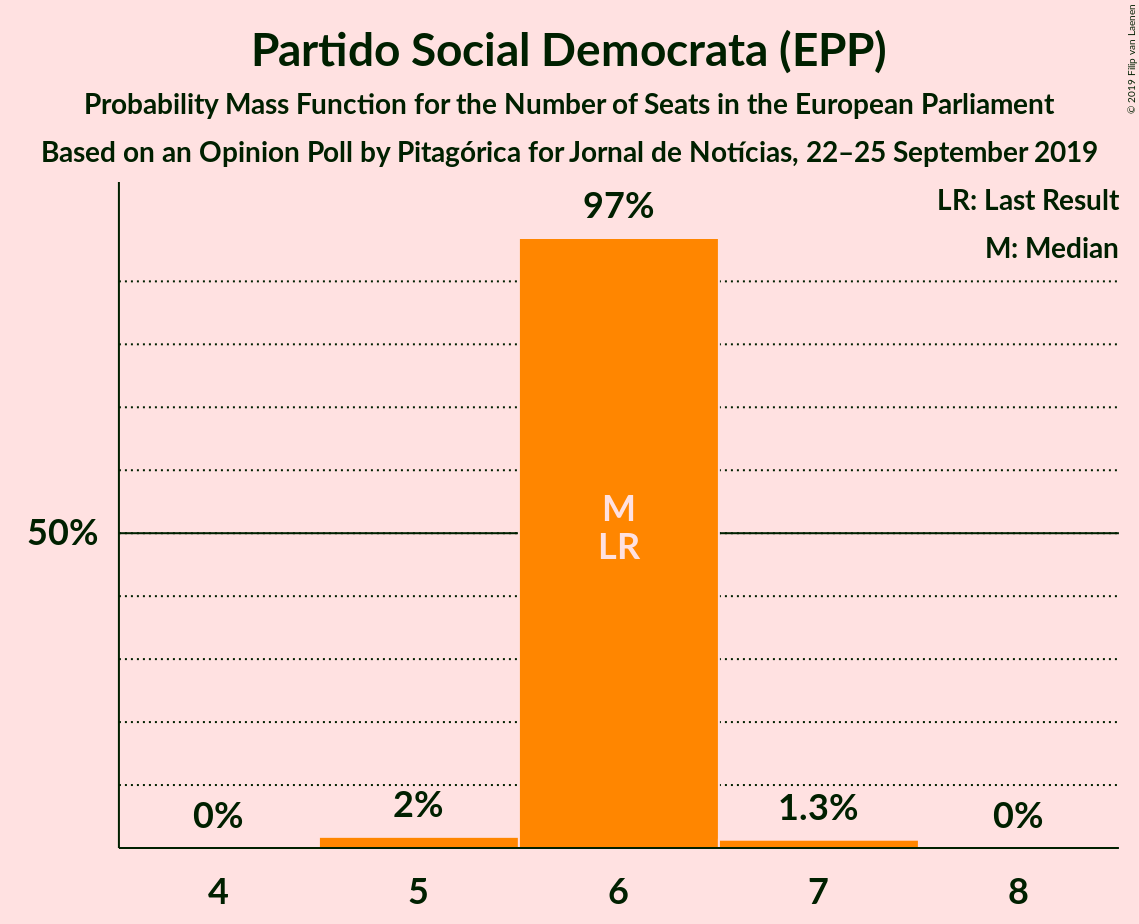 Partido Social Democrata (EPP)
Probability Mass Function for the Number of Seats in the European Parliament
Based on an Opinion Poll by Pitagórica for Jornal de Notícias, 22–25 September 2019
© 2019 Filip van Laenen
LR: Last Result
M: Median
97%
M
50%
LR
0%
2%
1.3%
0%
4
5
6
7
8